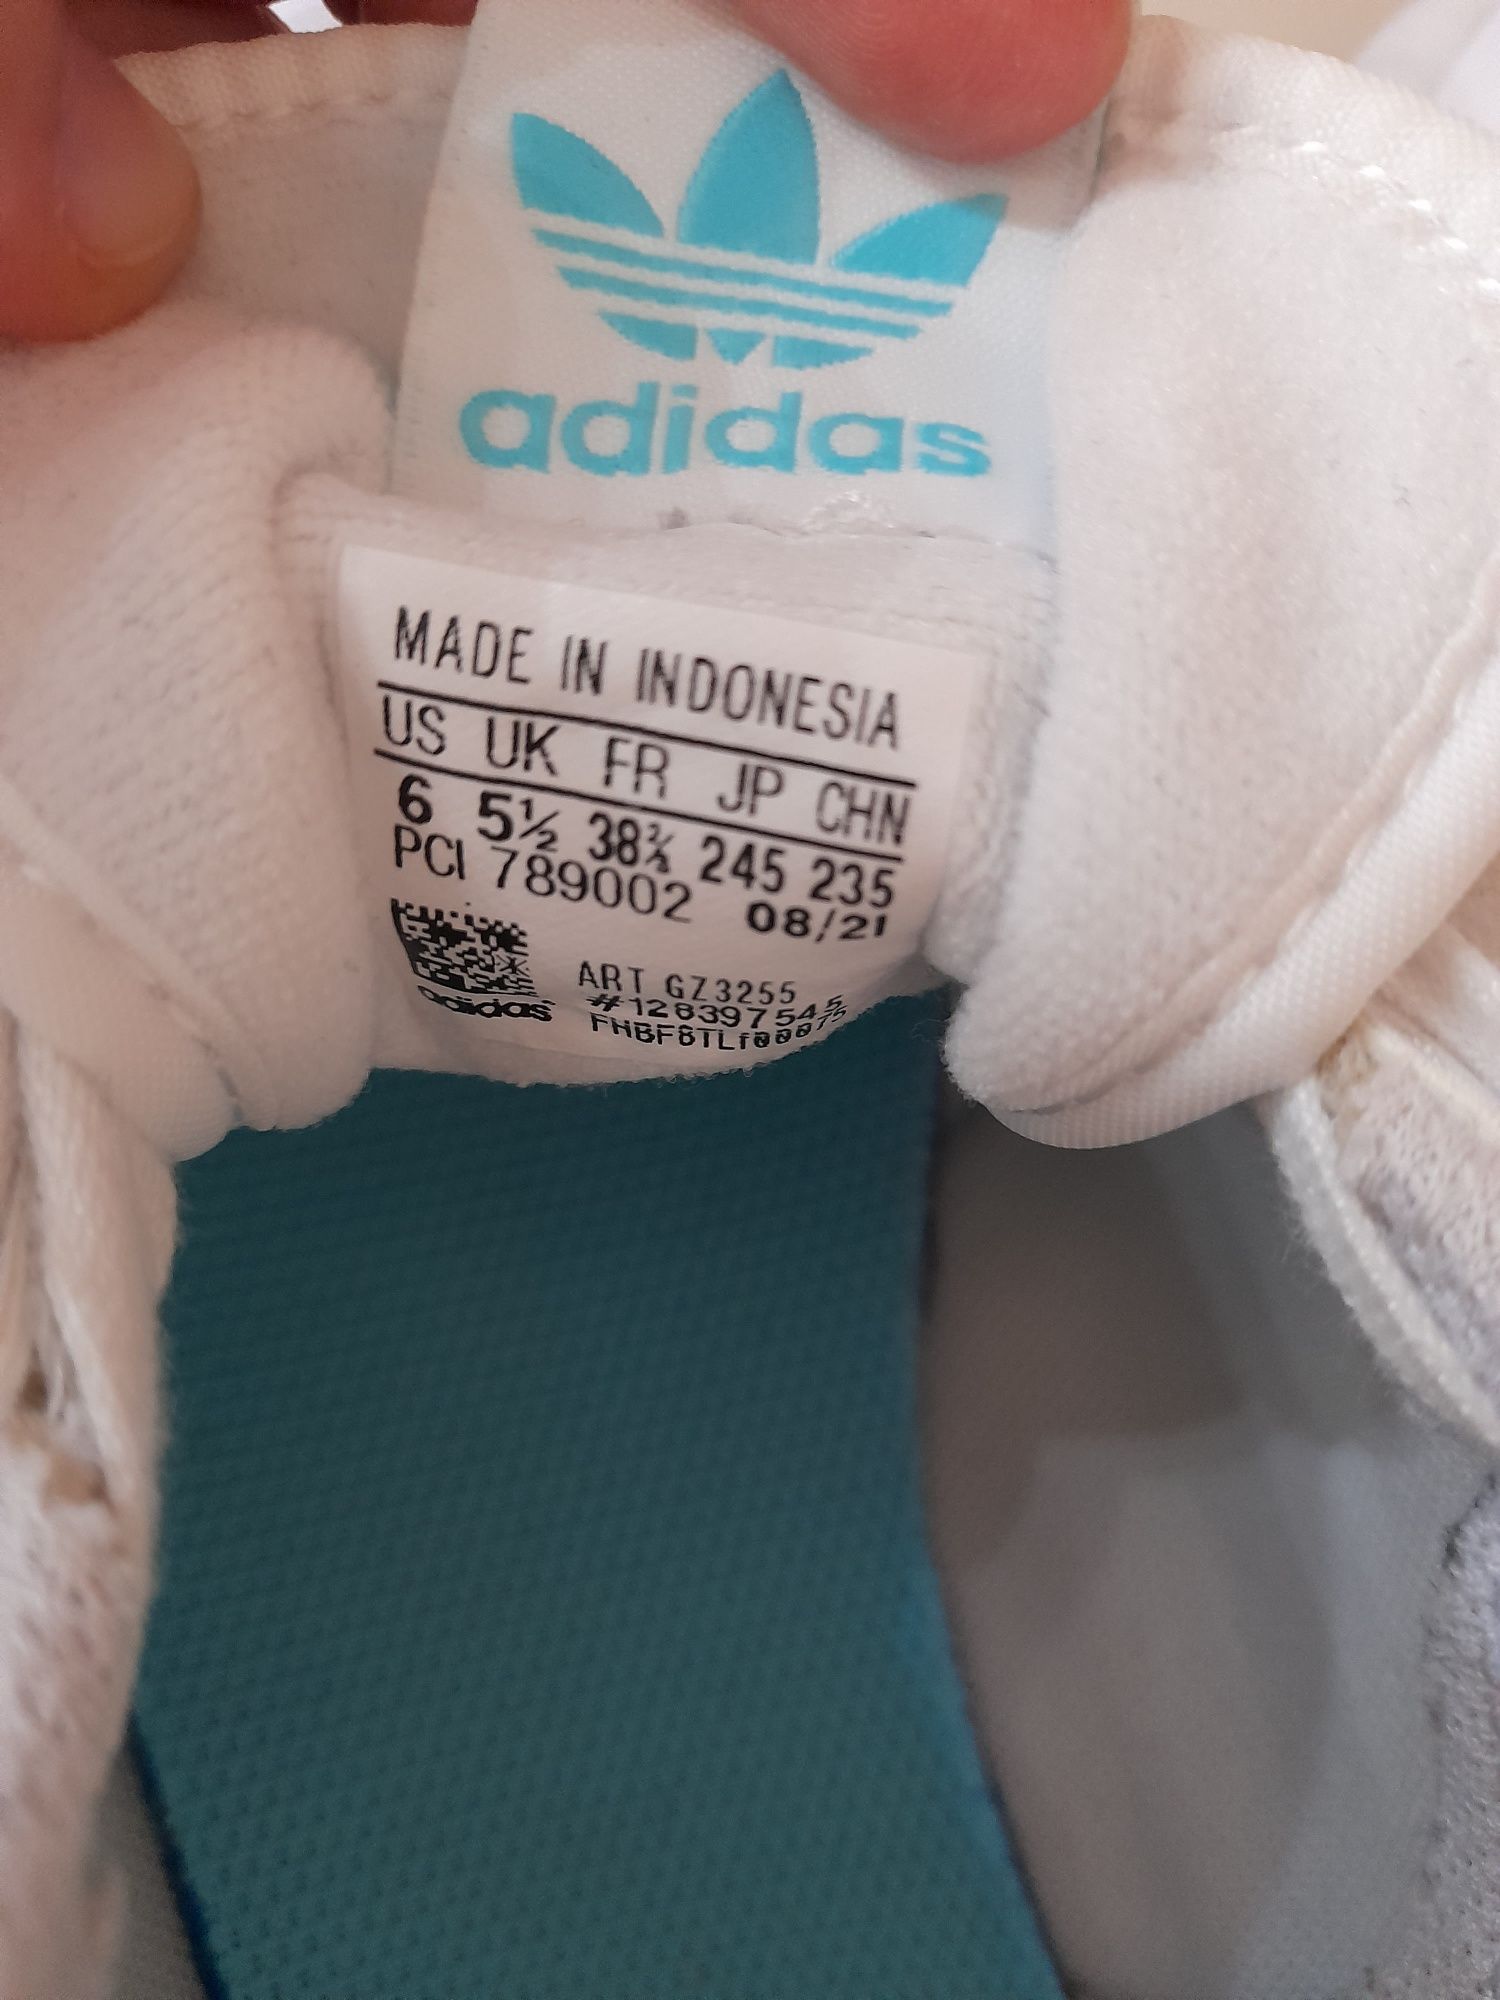 adidas
MADE IN INDONESIA
US UK FR JP CHN
6 5½ 38⅔ 245 235
PCI 789002 08/21
adidas
ART GZ3255
#128397545
FHBF8TLf00075